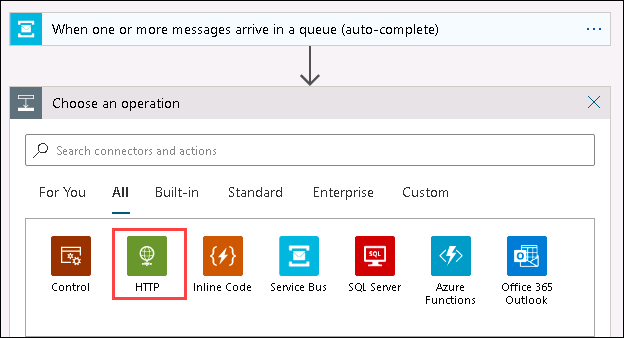 When one or more messages arrive in a queue (auto-complete)
Choose an operation
Search connectors and actions
For You All Built-in Standard Enterprise Custom
SQL
Control HTTP Inline Code Service Bus SQL Server Azure Functions Office 365 Outlook